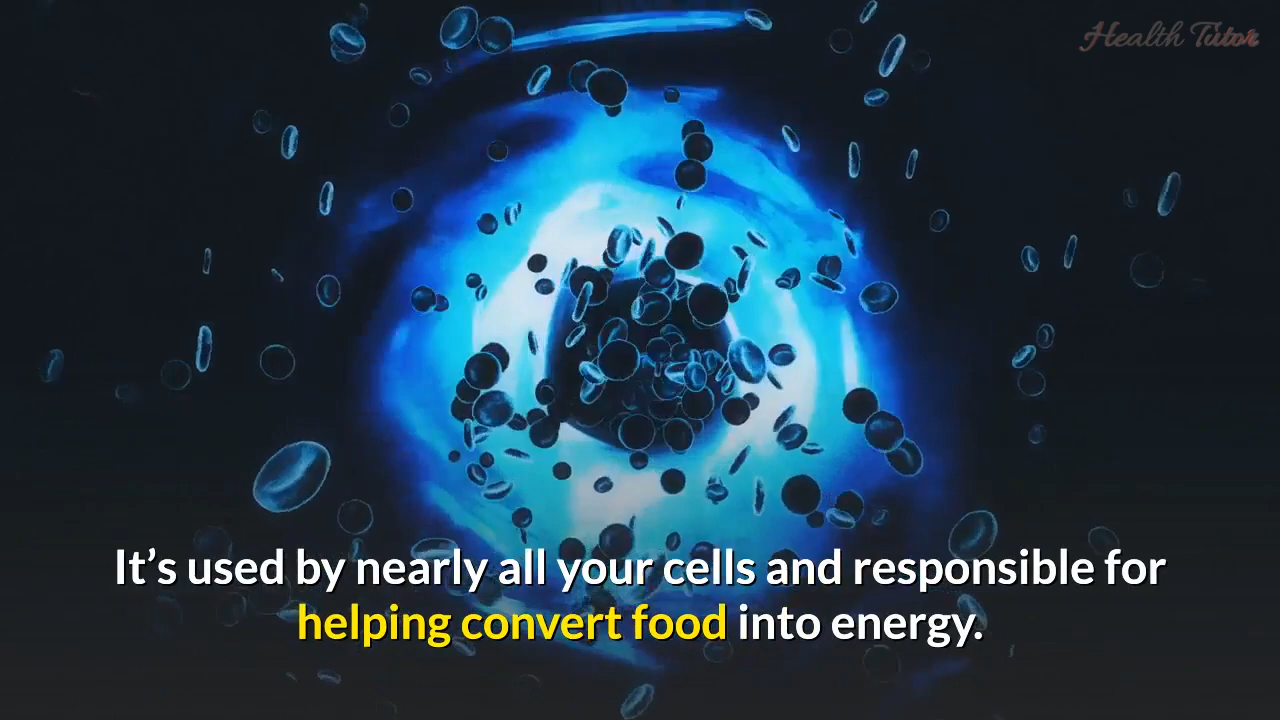 Health Tutor
It’s used by nearly all your cells and responsible for
helping convert food into energy.